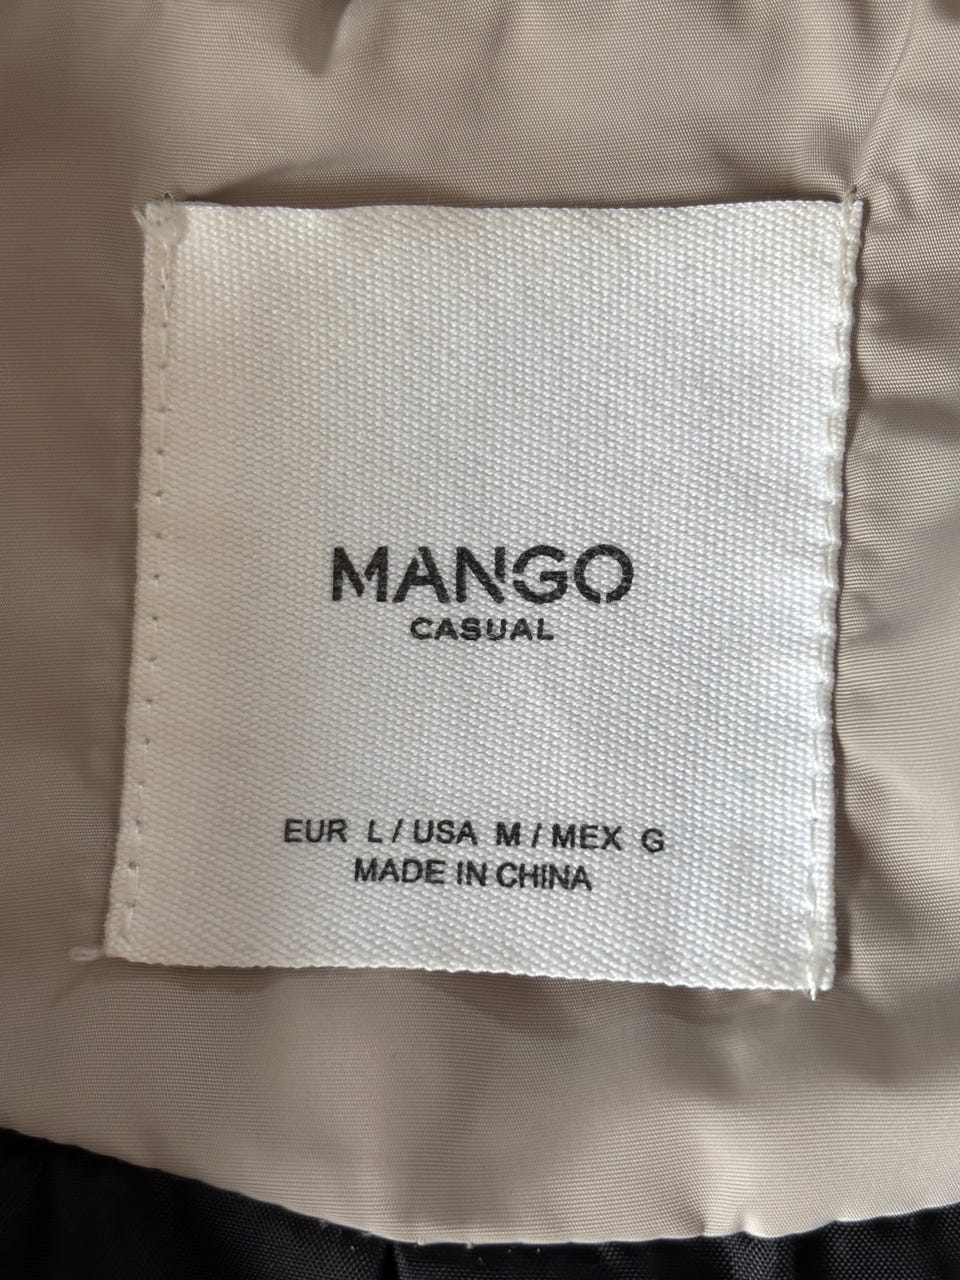 MANGO
CASUAL
EUR L / USA M / MEX G
MADE IN CHINA